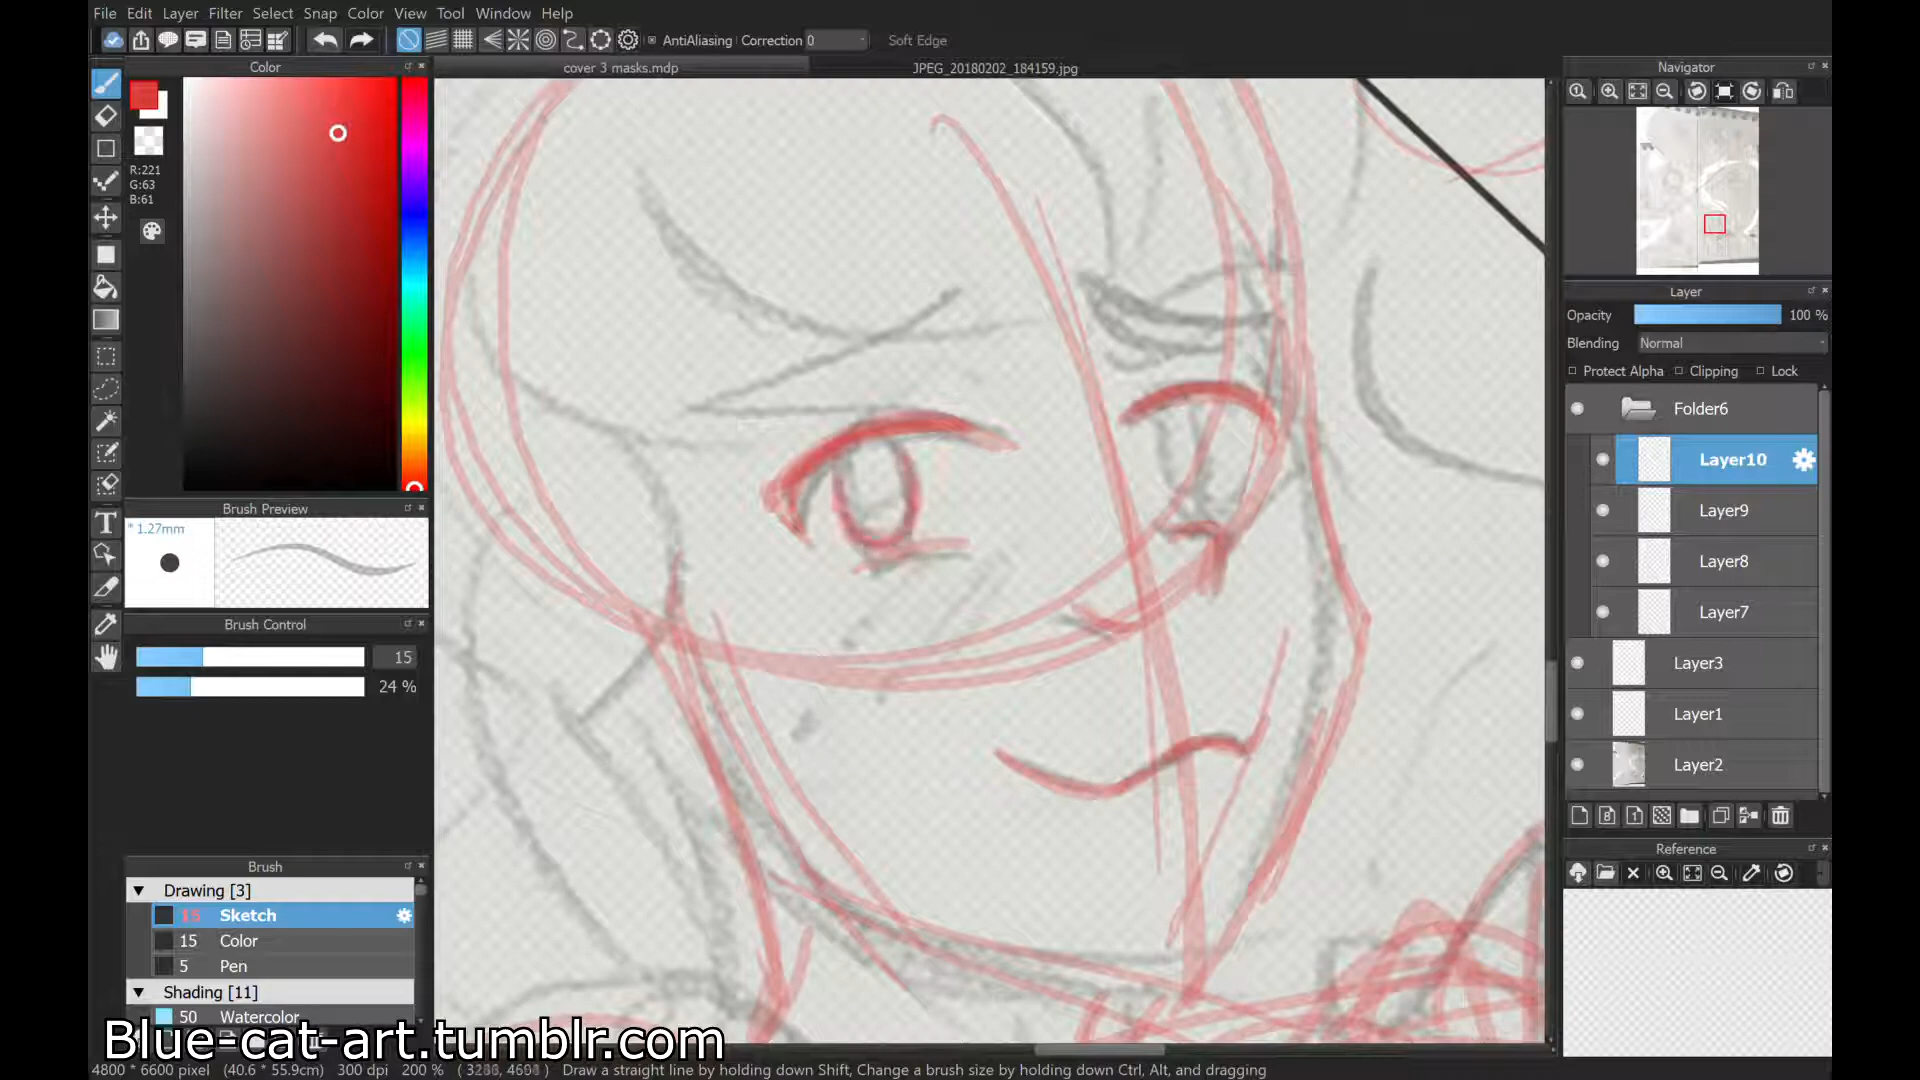 File Edit Layer Filter Select Snap Color View Tool Window Help
AntiAliasing Correction 0 Soft Edge
Color
cover 3 masks.mdp
JPEG_20180202_184159.jpg
Navigator
R:221
G:63
B:61
Layer
Opacity 100 %
Blending Normal
Protect Alpha Clipping Lock
Folder6
Layer10
Layer9
Layer8
Layer7
Layer3
Layer1
Layer2
Brush Preview
* 1.27mm
Brush Control
15
24 %
Reference
Brush
Drawing [3]
15 Sketch
15 Color
5 Pen
Shading [11]
50 Watercolor
Blue-cat-art.tumblr.com
4800 * 6600 pixel (40.6 * 55.9cm) 300 dpi 200 % Draw a straight line by holding down Shift, Change a brush size by holding down Ctrl, Alt, and dragging